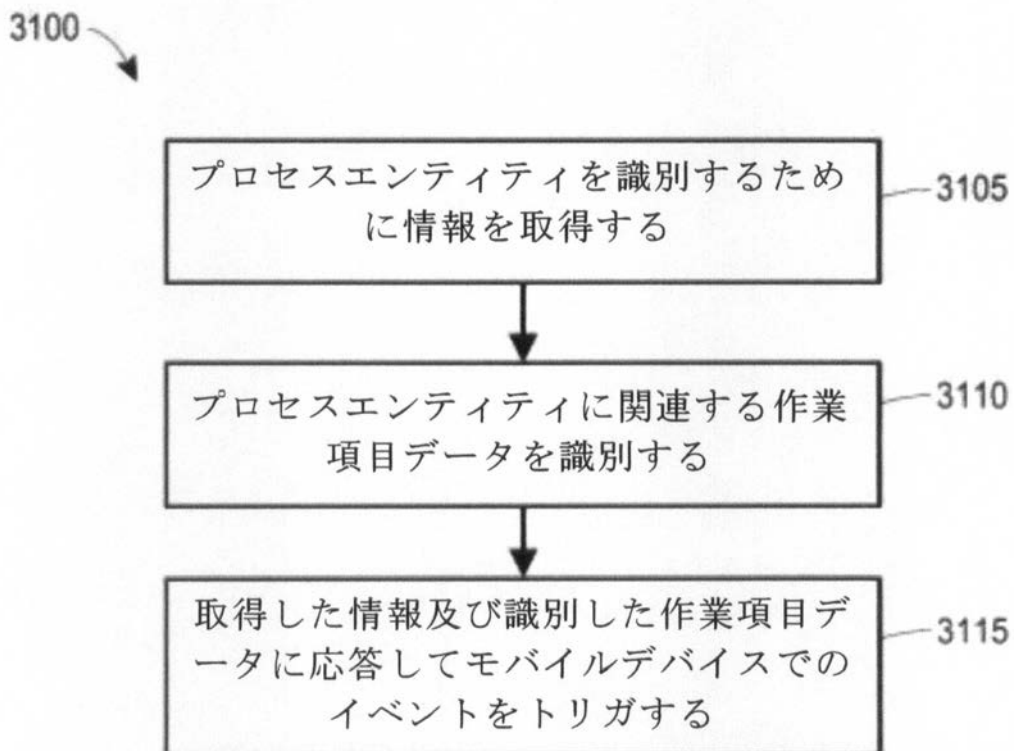 3100
プロセスエンティティを識別するため
に情報を取得する
3105
プロセスエンティティに関連する作業
項目データを識別する
3110
取得した情報及び識別した作業項目デ
ータに応答してモバイルデバイスでの
イベントをトリガする
3115